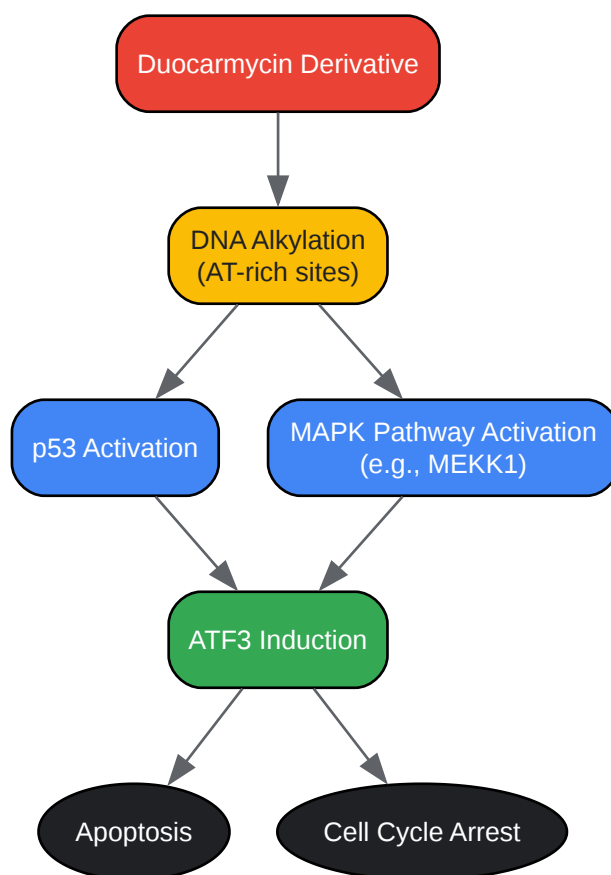 Duocarmycin Derivative
DNA Alkylation
(AT-rich sites)
p53 Activation
MAPK Pathway Activation
(e.g., MEKK1)
ATF3 Induction
Apoptosis
Cell Cycle Arrest